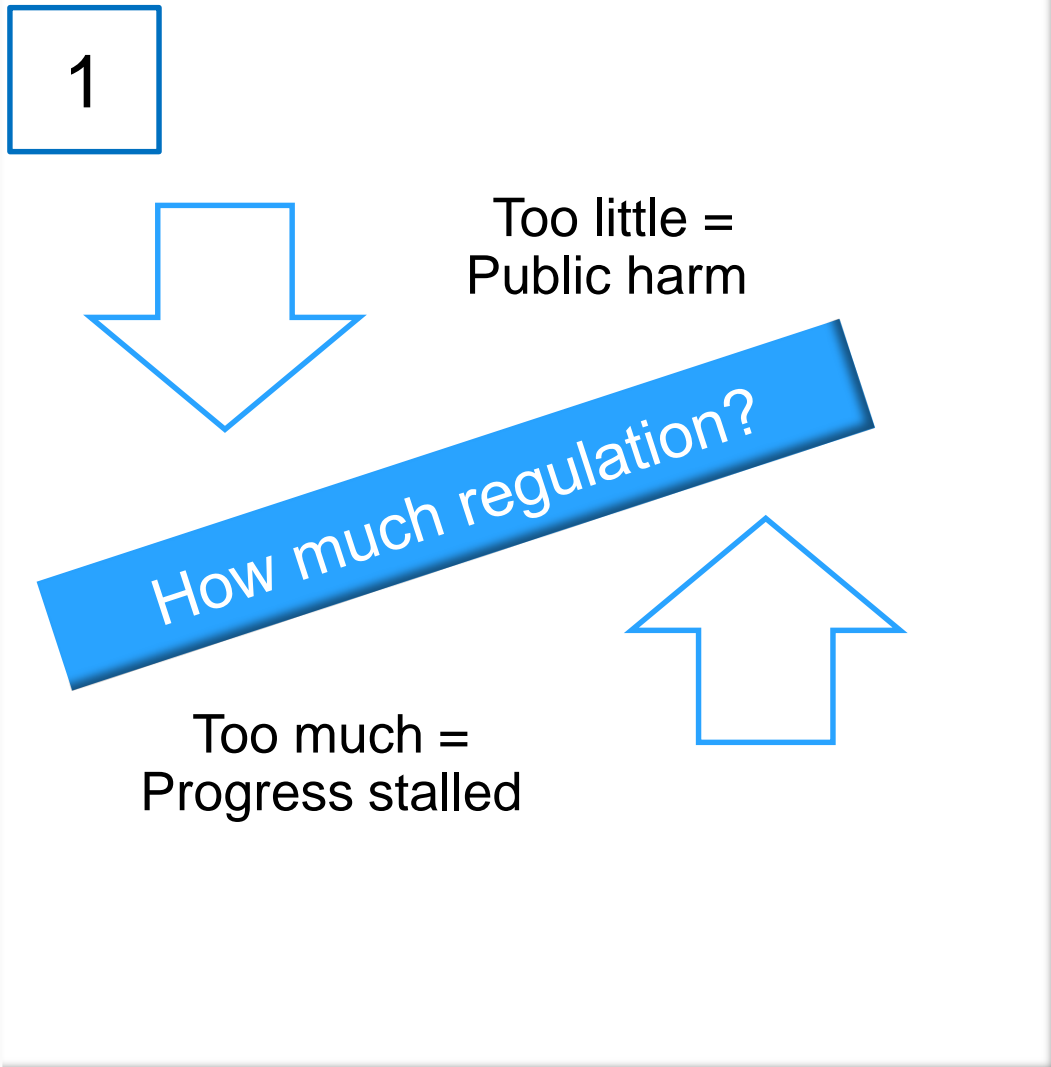 1
Too little =
Public harm
How much regulation?
Too much =
Progress stalled